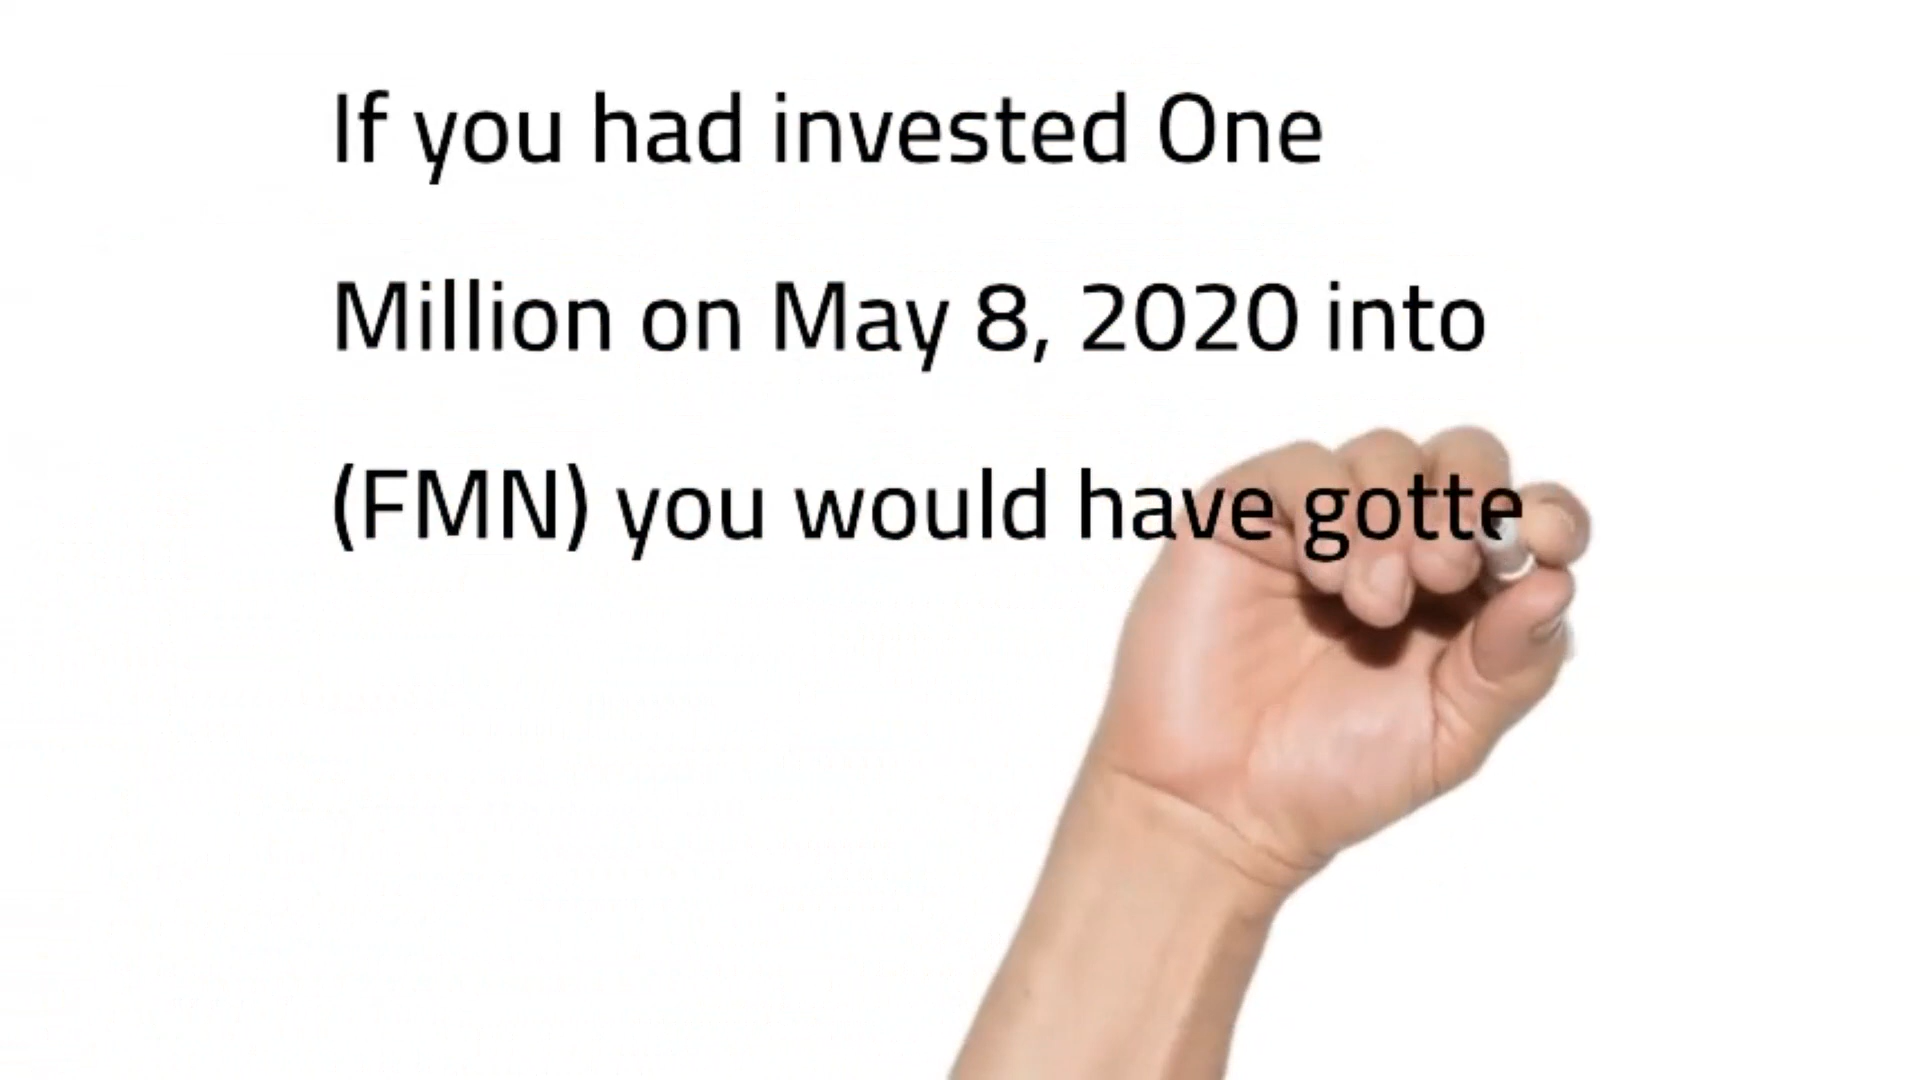 If you had invested One
Million on May 8, 2020 into
(FMN) you would have gotte